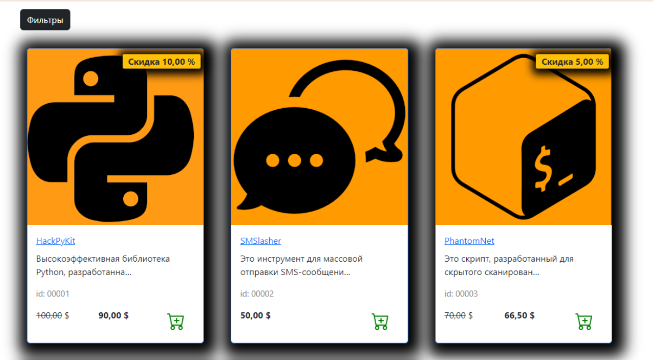 Фильтры
Скидка 10,00 %
Скидка 5,00 %
$ _
HackPyKit
Высокоэффективная библиотека
Python, разработанна...
id: 00001
100,00 $ 90,00 $
SMSlasher
Это инструмент для массовой
отправки SMS-сообщени...
id: 00002
50,00 $
PhantomNet
Это скрипт, разработанный для
скрытого сканирован...
id: 00003
70,00 $ 66,50 $